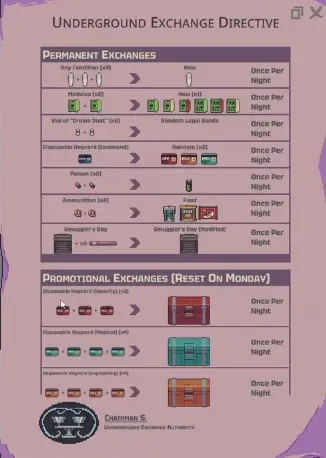 Underground Exchange Directive
Permanent Exchanges
Any Condition (x3)
New
Once Per
Night
Modules (x2)
New (x1)
Once Per
Night
Vial of "Dream Dust" (x2)
Random Legal Goods
Once Per
Night
Disposable Keycard (Command)
Random (x2)
Once Per
Night
Poison (x2)
Once Per
Night
Ammunition (x2)
Food
Once Per
Night
Smuggler's Bay
Smuggler's Bay (Modified)
Once Per
Night
Promotional Exchanges (Reset On Monday)
Disposable Keycard (Security) (x3)
Once Per
Night
Disposable Keycard (Medical) (x4)
Once Per
Night
Disposable Keycard (Engineering) (x4)
Once Per
Night
Chairman S.
Underground Exchange Authority